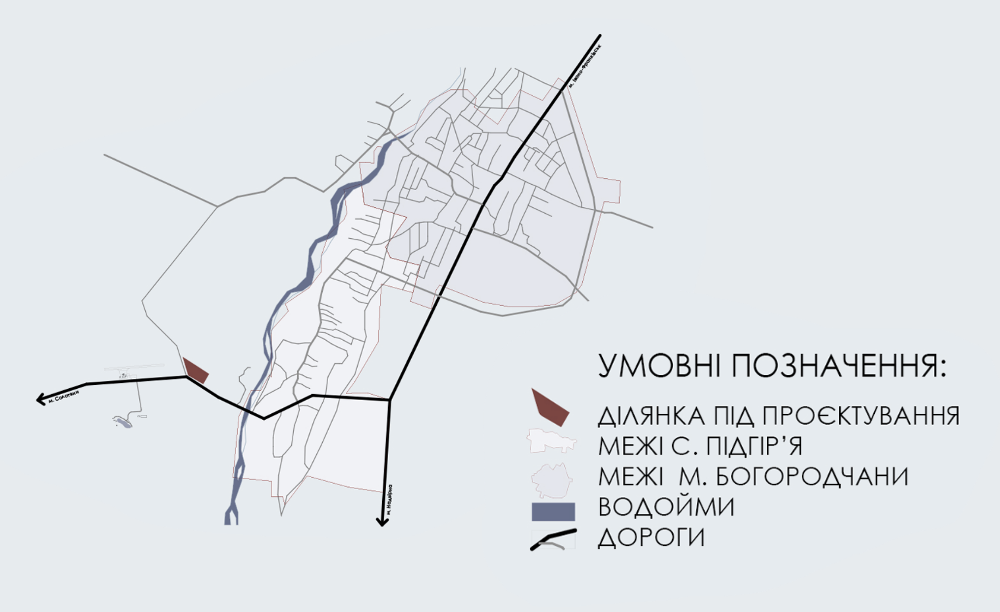 м. Івано-Франківськ
м. Солотвин
м. Надвірна
УМОВНІ ПОЗНАЧЕННЯ:
ДІЛЯНКА ПІД ПРОЄКТУВАННЯ
МЕЖІ С. ПІДГІР’Я
МЕЖІ М. БОГОРОДЧАНИ
ВОДОЙМИ
ДОРОГИ